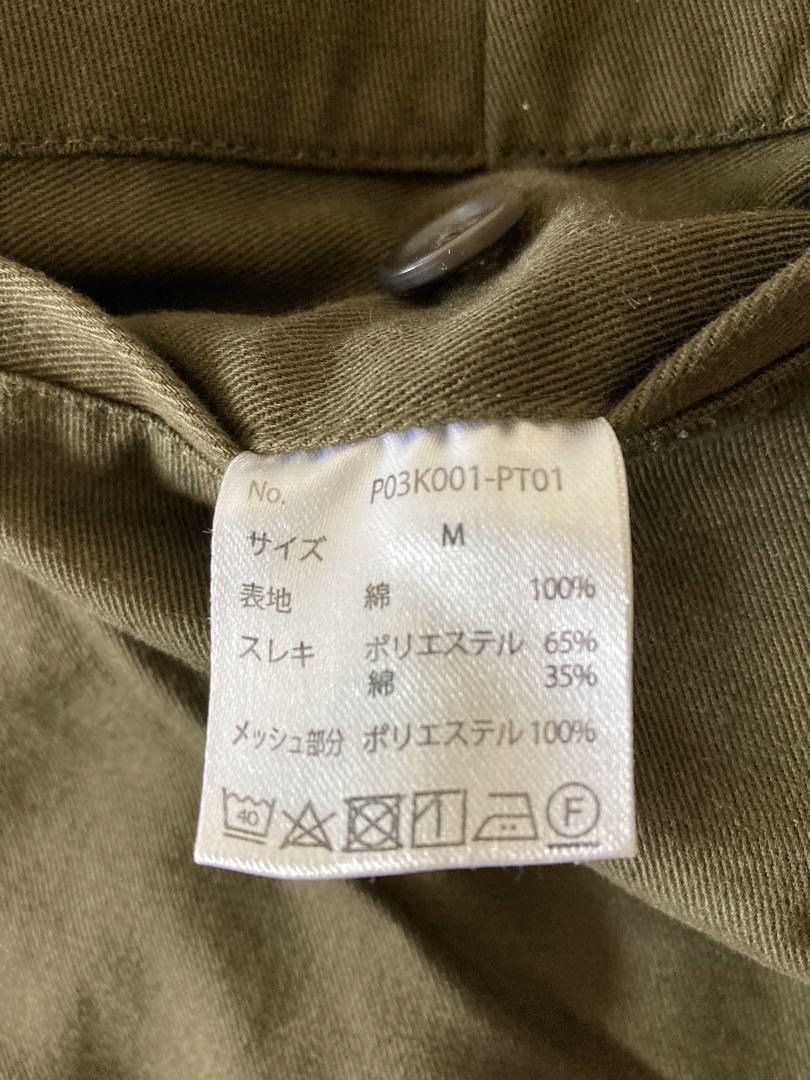 No. P03K001-PT01
サイズ M
表地 綿 100%
スレキ ポリエステル 65%
綿 35%
メッシュ部分 ポリエステル 100%
40 F